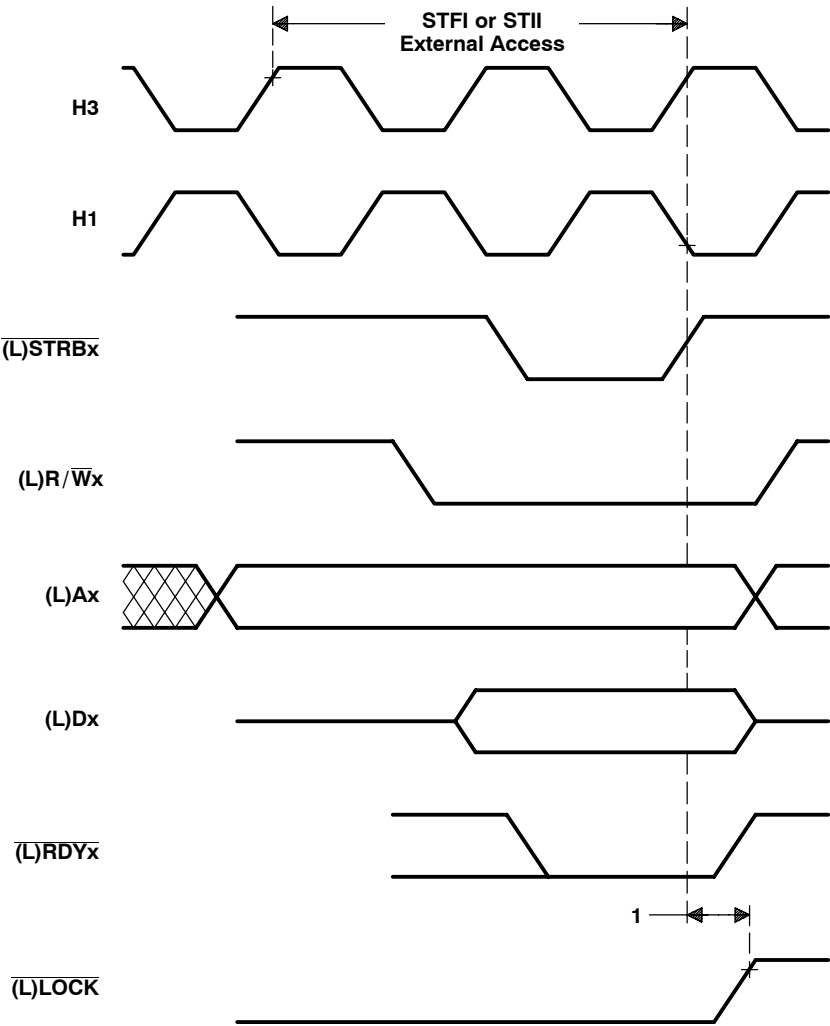 STFI or STII
External Access
H3
H1
(L)STRBx
(L)R/Wx
(L)Ax
(L)Dx
(L)RDYx
1
(L)LOCK